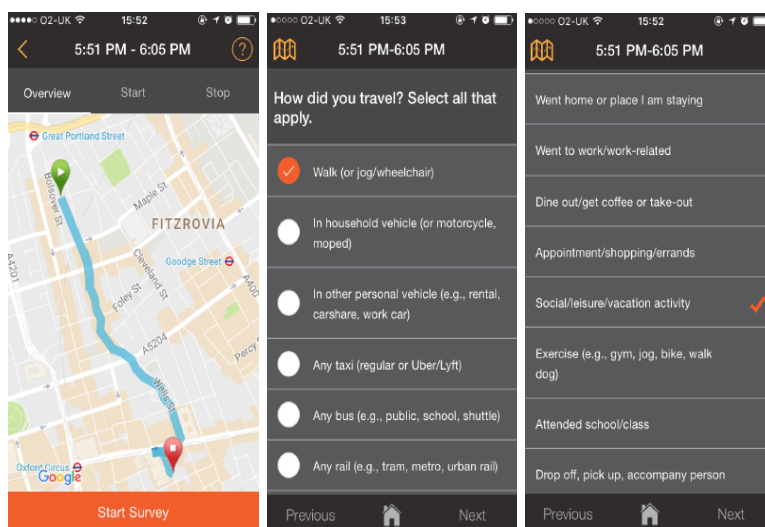 O2-UK 15:52
5:51 PM - 6:05 PM ?
Overview Start Stop
Great Portland Street
Bolsover St
Maple St
FITZROVIA
Cleveland St
Goodge Street
A4201
A400
Foley St
A5204
Percy
Wells St
Oxford Circus
Google
Start Survey
O2-UK 15:53
5:51 PM-6:05 PM
How did you travel? Select all that
apply.
Walk (or jog/wheelchair)
In household vehicle (or motorcycle,
moped)
In other personal vehicle (e.g., rental,
carshare, work car)
Any taxi (regular or Uber/Lyft)
Any bus (e.g., public, school, shuttle)
Any rail (e.g., tram, metro, urban rail)
Previous Next
O2-UK 15:52
5:51 PM-6:05 PM
Went home or place I am staying
Went to work/work-related
Dine out/get coffee or take-out
Appointment/shopping/errands
Social/leisure/vacation activity
Exercise (e.g., gym, jog, bike, walk
dog)
Attended school/class
Drop off, pick up, accompany person
Previous Next